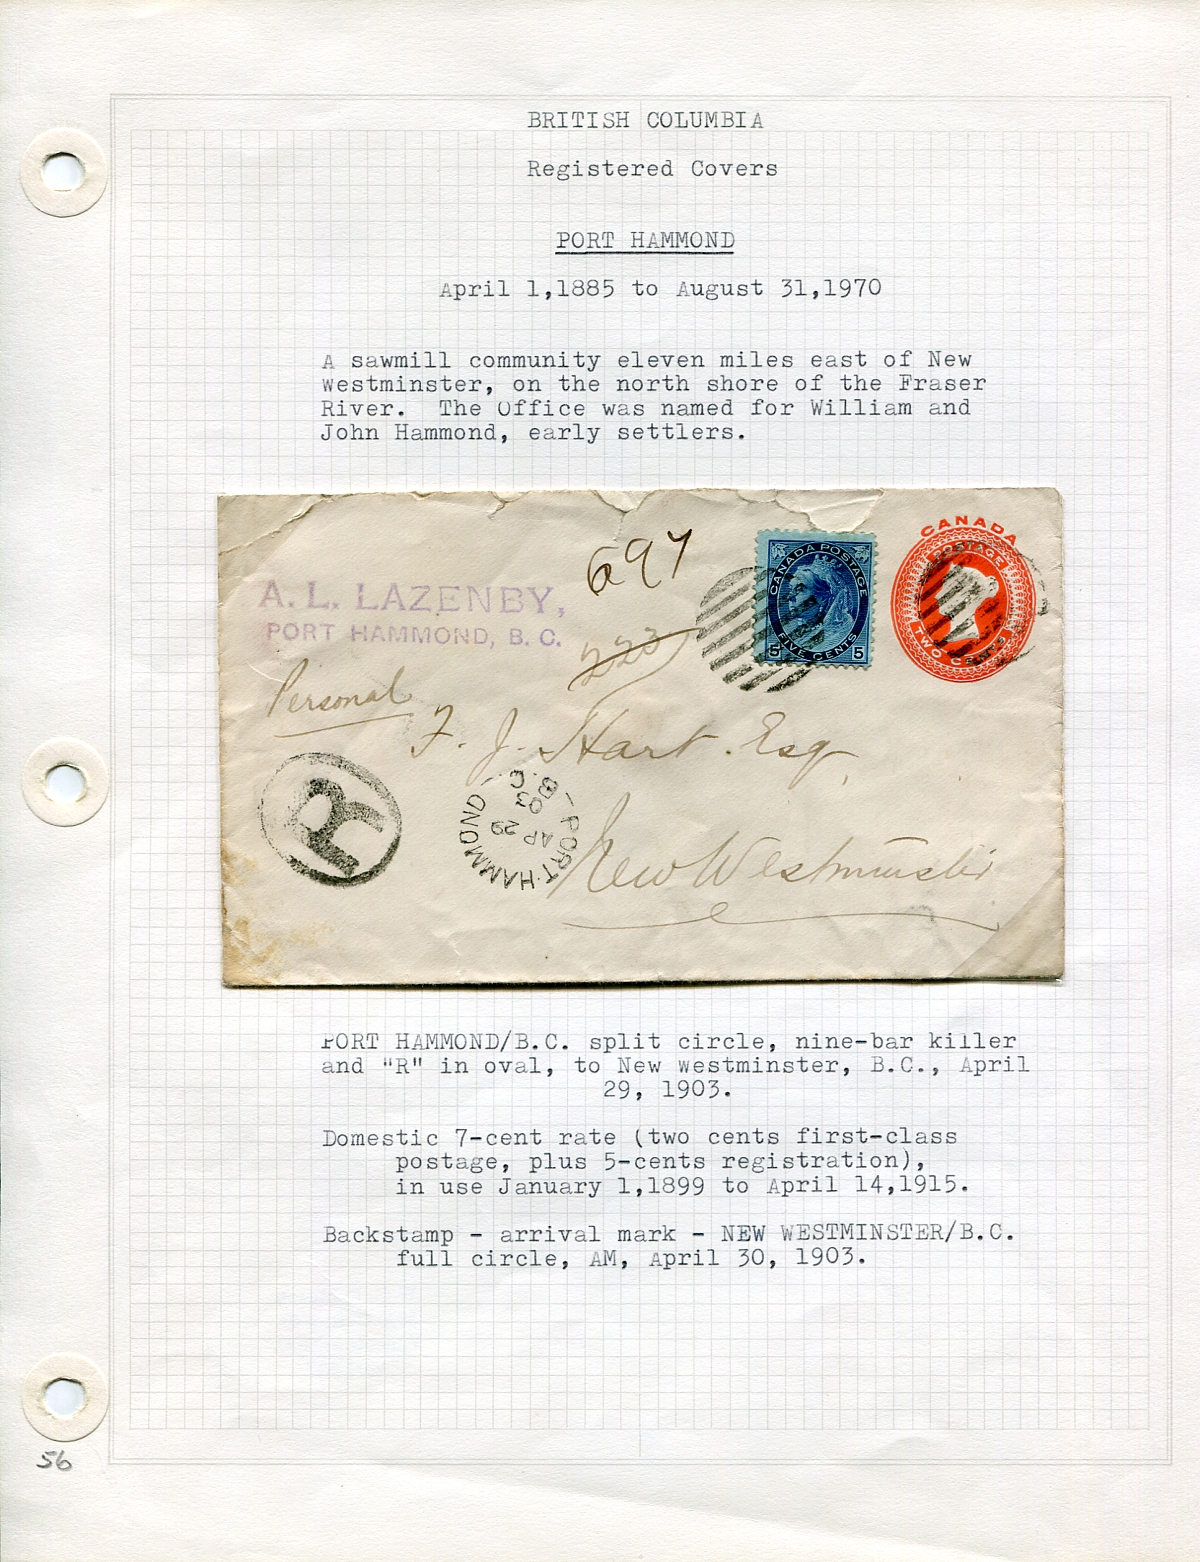 BRITISH COLUMBIA
Registered Covers
PORT HAMMOND
April 1,1885 to August 31,1970
A sawmill community eleven miles east of New
Westminster, on the north shore of the Fraser
River. The Office was named for William and
John Hammond, early settlers.
CANADA
POSTAGE
TWO CENTS
CANADA POSTAGE
FIVE CENTS
5 5
697
A. L. LAZENBY,
PORT HAMMOND, B. C.
223
Personal
F. J. Hart. Esq.
R
PORT·HAMMOND
AP 29
03
B.C
New Westminster
PORT HAMMOND/B.C. split circle, nine-bar killer
and "R" in oval, to New Westminster, B.C., April
29, 1903.
Domestic 7-cent rate (two cents first-class
postage, plus 5-cents registration),
in use January 1,1899 to April 14,1915.
Backstamp - arrival mark - NEW WESTMINSTER/B.C.
full circle, AM, April 30, 1903.
56